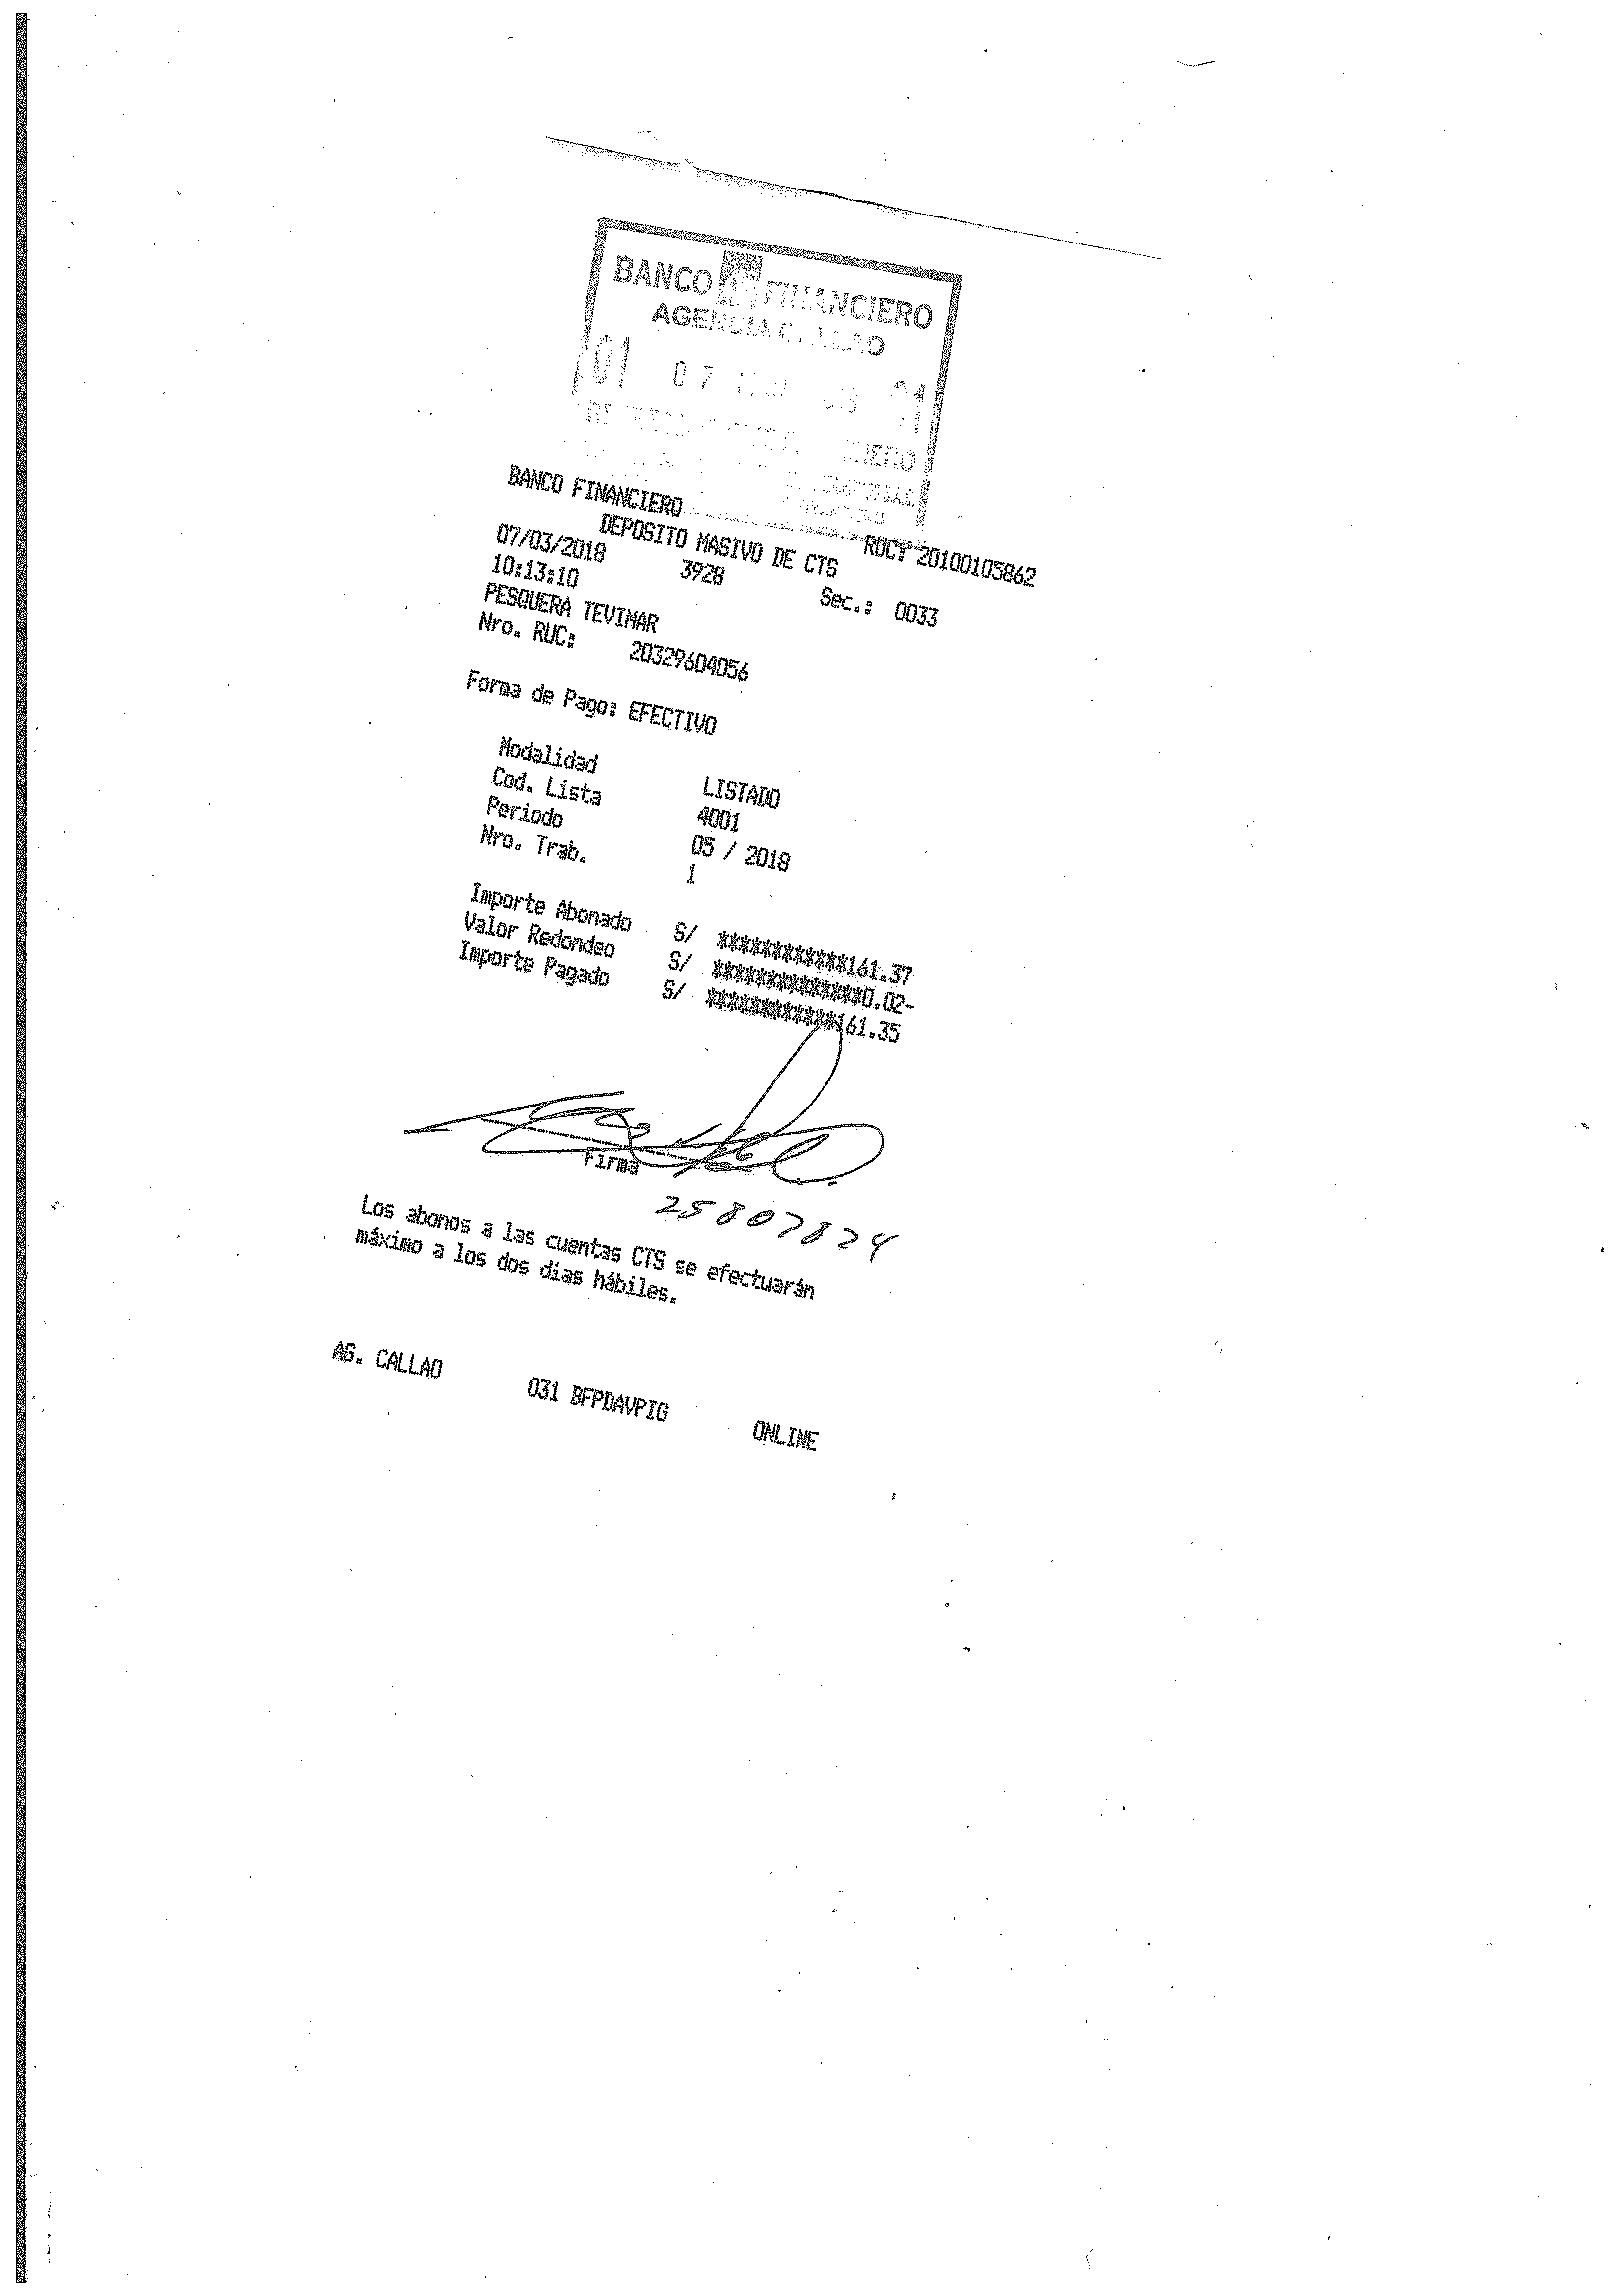 BANCO FINANCIERO
AGENCIA CALLAO
01 07 MAR 2018 01
BANCO FINANCIERO RUC: 20100105862
DEPOSITO MASIVO DE CTS
07/03/2018 3928 Sec.: 0033
10:13:10
PESQUERA TEVIMAR
Nro. RUC: 20329604056
Forma de Pago: EFECTIVO
Modalidad LISTADO
Cod. Lista 4001
Periodo 05 / 2018
Nro. Trab. 1
Importe Abonado S/ ************161.37
Valor Redondeo S/ **************0.02-
Importe Pagado S/ ************161.35
Firma
25807824
Los abonos a las cuentas CTS se efectuarán
máximo a los dos días hábiles.
AG. CALLAO 031 BFPDAVPIG ONLINE